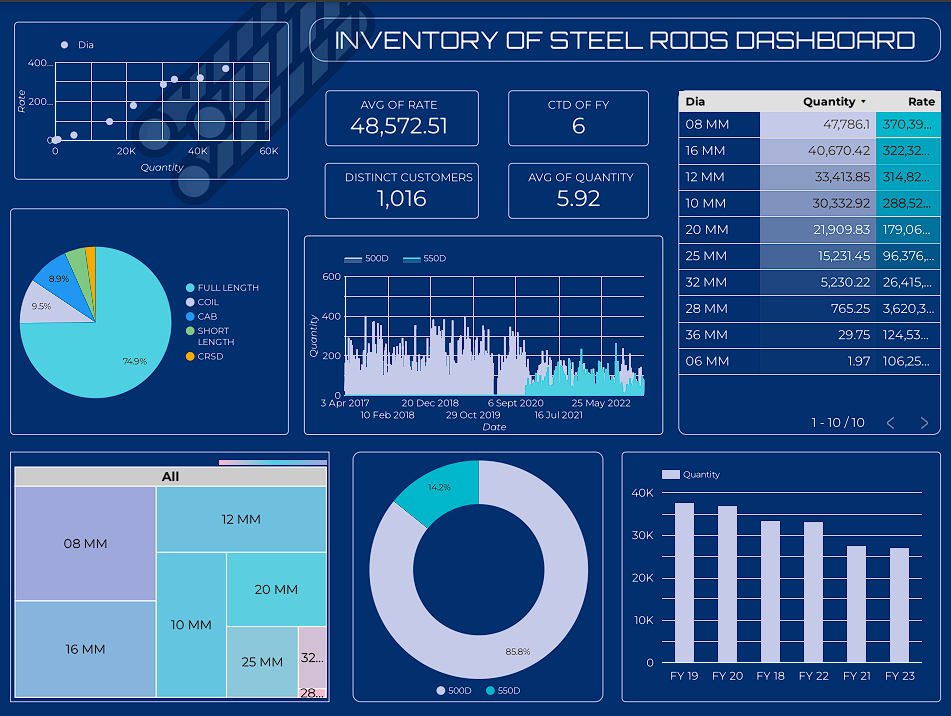 INVENTORY OF STEEL RODS DASHBOARD
Dia
400...
200...
0
Rate
0 20K 40K 60K
Quantity
AVG OF RATE
48,572.51
CTD OF FY
6
DISTINCT CUSTOMERS
1,016
AVG OF QUANTITY
5.92
Dia Quantity Rate
08 MM 47,786.1 370,39...
16 MM 40,670.42 322,32...
12 MM 33,413.85 314,82...
10 MM 30,332.92 288,52...
20 MM 21,909.83 179,06...
25 MM 15,231.45 96,376,...
32 MM 5,230.22 26,415,...
28 MM 765.25 3,620,3...
36 MM 29.75 124,53...
06 MM 1.97 106,25...
1 - 10 / 10
8.9%
9.5%
74.9%
FULL LENGTH
COIL
CAB
SHORT
LENGTH
CRSD
500D 550D
600
400
200
0
Quantity
3 Apr 2017 20 Dec 2018 6 Sept 2020 25 May 2022
10 Feb 2018 29 Oct 2019 16 Jul 2021
Date
All
08 MM
12 MM
16 MM
10 MM
20 MM
25 MM
32...
28...
14.2%
85.8%
500D 550D
Quantity
40K
30K
20K
10K
0
FY 19 FY 20 FY 18 FY 22 FY 21 FY 23